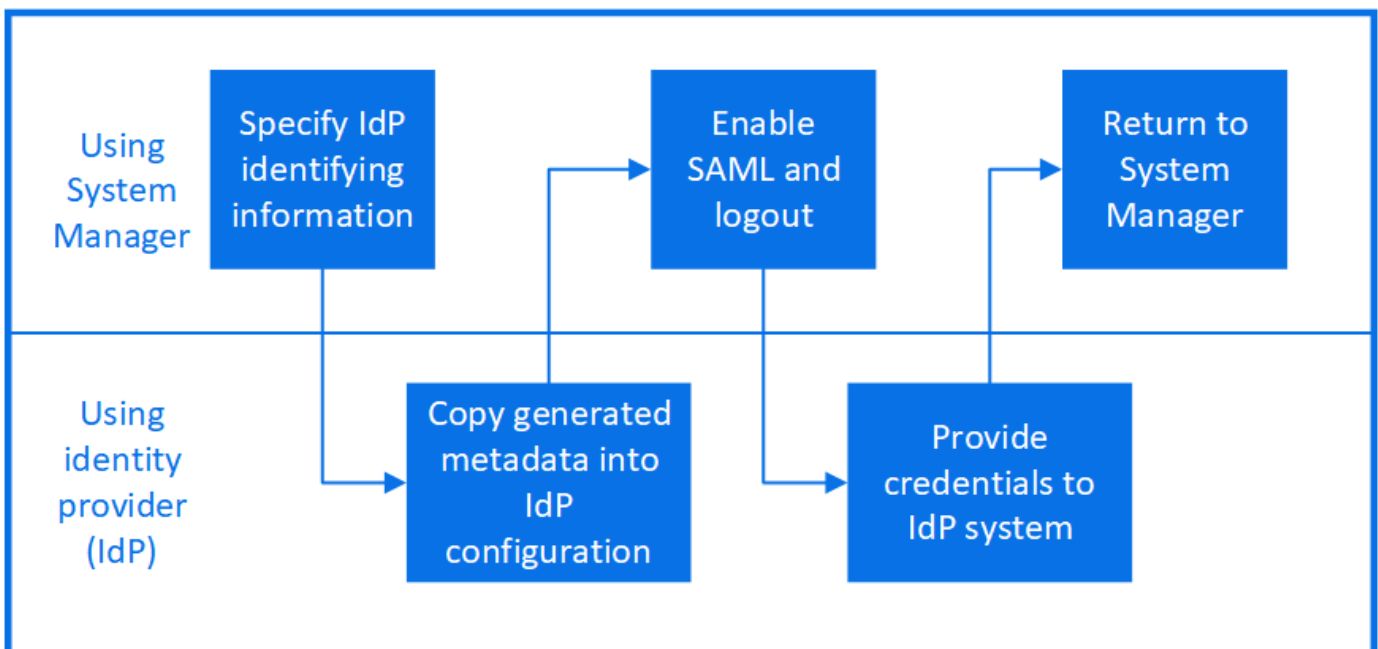 Using
System
Manager
Specify IdP
identifying
information
Enable
SAML and
logout
Return to
System
Manager
Using
identity
provider
(IdP)
Copy generated
metadata into
IdP
configuration
Provide
credentials to
IdP system